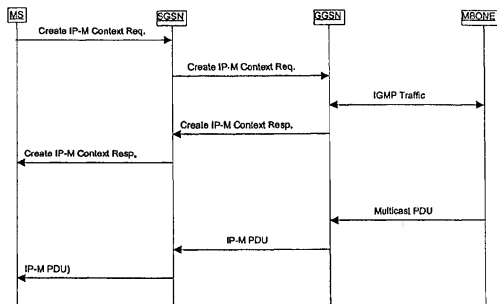 MS SGSN GGSN MBONE
Create IP-M Context Req.
Create IP-M Context Req.
IGMP Traffic
Create IP-M Context Resp.
Create IP-M Context Resp.
Multicast PDU
IP-M PDU
IP-M PDU)